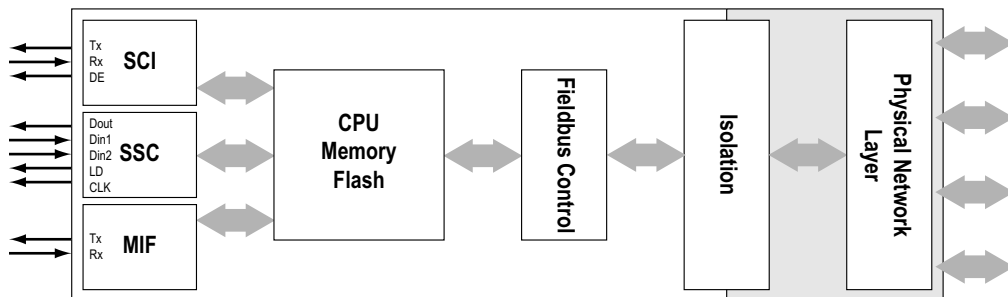 Tx
Rx
DE
SCI
Dout
Din1
Din2
LD
CLK
SSC
Tx
Rx
MIF
CPU
Memory
Flash
Fieldbus Control
Isolation
Physical Network
Layer